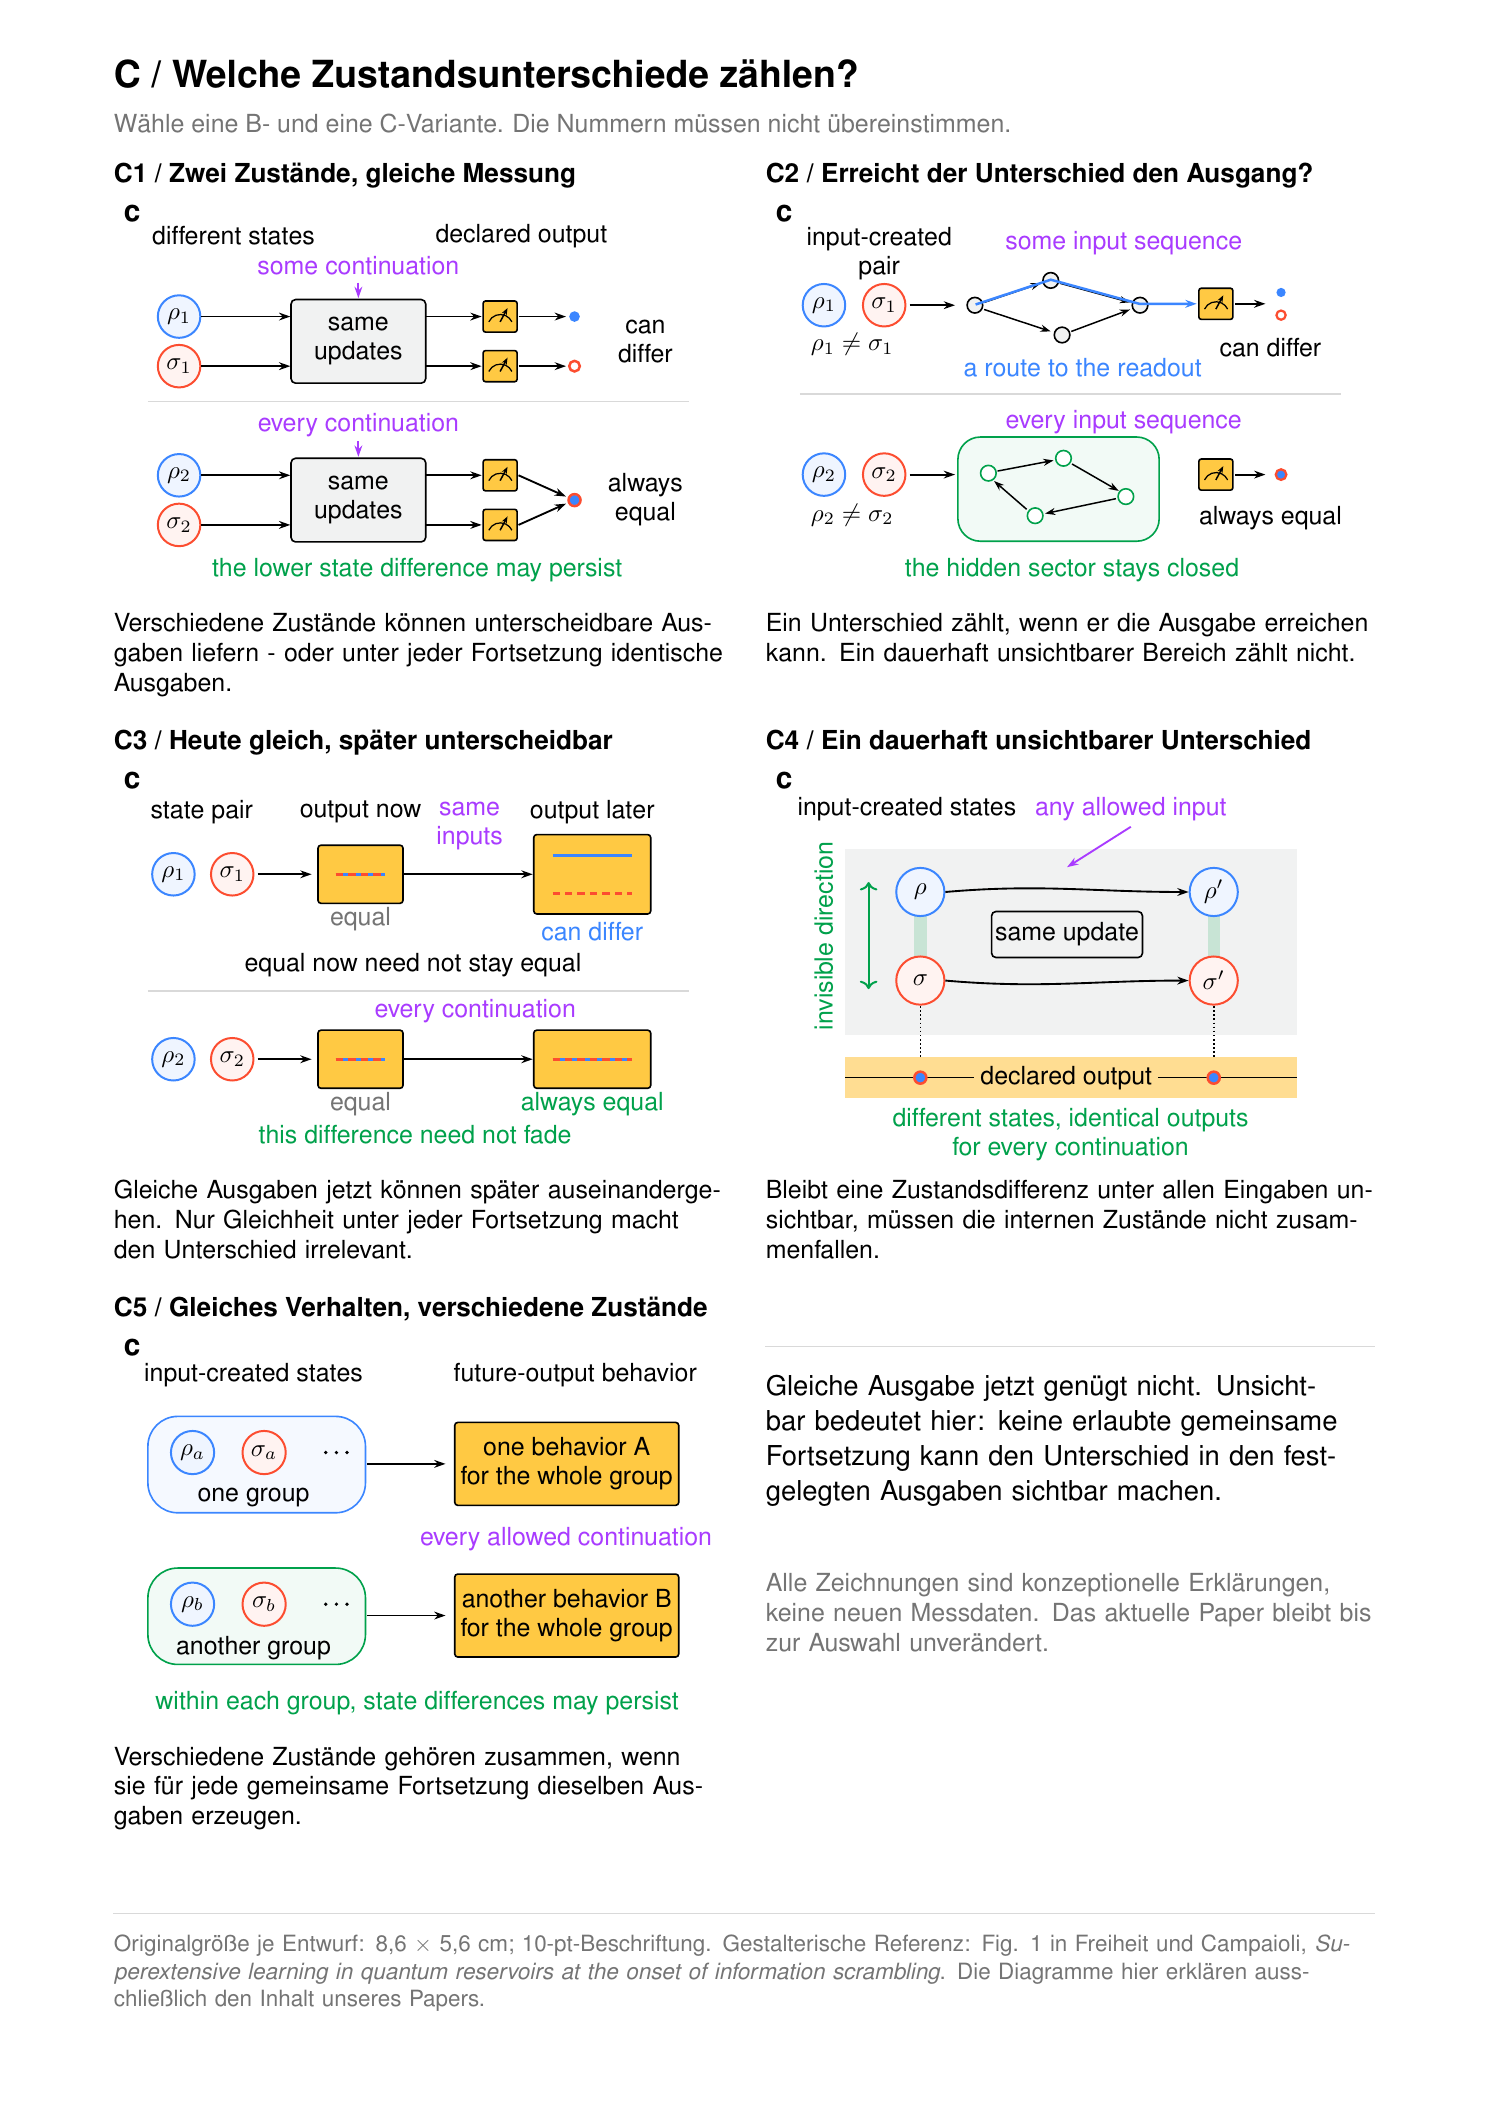 C / Welche Zustandsunterschiede zählen?
Wähle eine B- und eine C-Variante. Die Nummern müssen nicht übereinstimmen.
C1 / Zwei Zustände, gleiche Messung
c
different states
declared output
some continuation
ρ1
σ1
same
updates
can
differ
every continuation
ρ2
σ2
same
updates
always
equal
the lower state difference may persist
Verschiedene Zustände können unterscheidbare Aus-
gaben liefern - oder unter jeder Fortsetzung identische
Ausgaben.
C2 / Erreicht der Unterschied den Ausgang?
c
input-created
pair
some input sequence
ρ1
σ1
ρ1 ≠ σ1
can differ
a route to the readout
every input sequence
ρ2
σ2
ρ2 ≠ σ2
always equal
the hidden sector stays closed
Ein Unterschied zählt, wenn er die Ausgabe erreichen
kann. Ein dauerhaft unsichtbarer Bereich zählt nicht.
C3 / Heute gleich, später unterscheidbar
c
state pair
output now
same
inputs
output later
ρ1
σ1
equal
can differ
equal now need not stay equal
every continuation
ρ2
σ2
equal
always equal
this difference need not fade
Gleiche Ausgaben jetzt können später auseinanderge-
hen. Nur Gleichheit unter jeder Fortsetzung macht
den Unterschied irrelevant.
C4 / Ein dauerhaft unsichtbarer Unterschied
c
input-created states
any allowed input
invisible direction
ρ
ρ′
same update
σ
σ′
declared output
different states, identical outputs
for every continuation
Bleibt eine Zustandsdifferenz unter allen Eingaben un-
sichtbar, müssen die internen Zustände nicht zusam-
menfallen.
C5 / Gleiches Verhalten, verschiedene Zustände
c
input-created states
future-output behavior
ρa
σa
...
one group
one behavior A
for the whole group
every allowed continuation
ρb
σb
...
another group
another behavior B
for the whole group
within each group, state differences may persist
Verschiedene Zustände gehören zusammen, wenn
sie für jede gemeinsame Fortsetzung dieselben Aus-
gaben erzeugen.
Gleiche Ausgabe jetzt genügt nicht. Unsicht-
bar bedeutet hier: keine erlaubte gemeinsame
Fortsetzung kann den Unterschied in den fest-
gelegten Ausgaben sichtbar machen.
Alle Zeichnungen sind konzeptionelle Erklärungen,
keine neuen Messdaten. Das aktuelle Paper bleibt bis
zur Auswahl unverändert.
Originalgröße je Entwurf: 8,6 × 5,6 cm; 10-pt-Beschriftung. Gestalterische Referenz: Fig. 1 in Freiheit und Campaioli, Su-
perextensive learning in quantum reservoirs at the onset of information scrambling. Die Diagramme hier erklären auss-
chließlich den Inhalt unseres Papers.